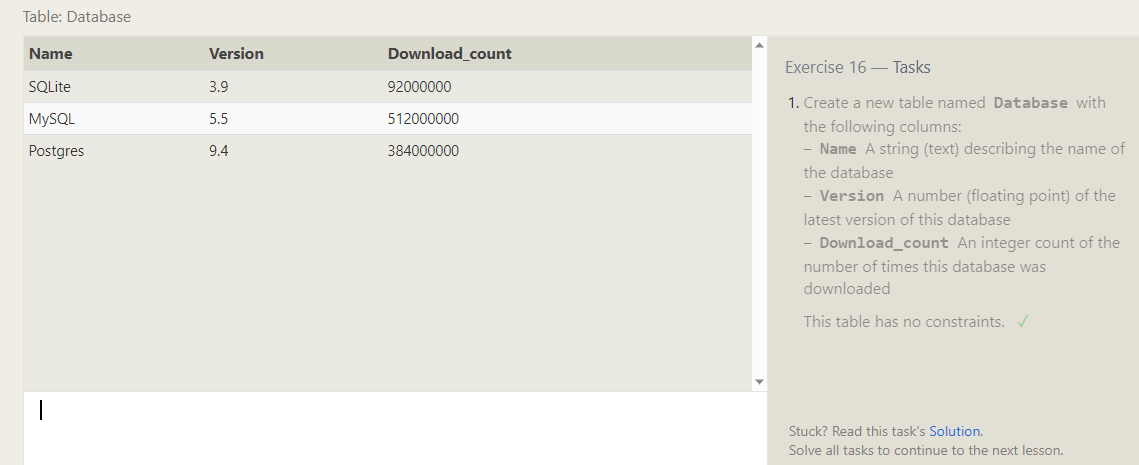 Table: Database
Name Version Download_count
SQLite 3.9 92000000
MySQL 5.5 512000000
Postgres 9.4 384000000
Exercise 16 — Tasks
1. Create a new table named Database with
the following columns:
– Name A string (text) describing the name of
the database
– Version A number (floating point) of the
latest version of this database
– Download_count An integer count of the
number of times this database was
downloaded
This table has no constraints. ✓
Stuck? Read this task's Solution.
Solve all tasks to continue to the next lesson.